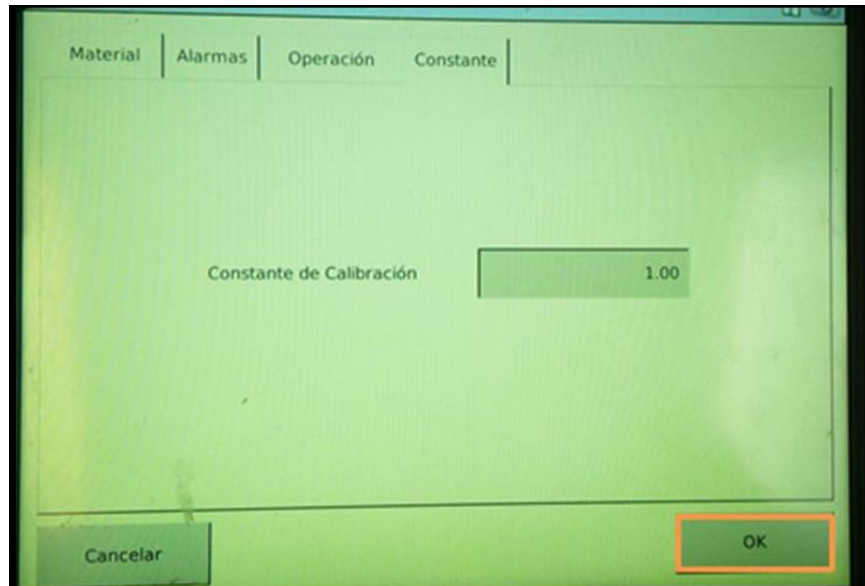 Material Alarmas Operación Constante
Constante de Calibración 1.00
Cancelar OK